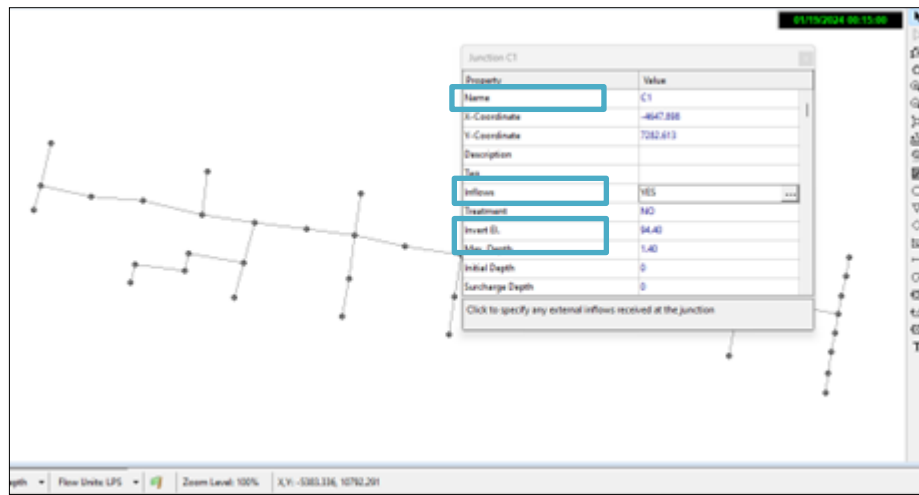 01/19/2024 00:15:00
Junction C1
Property Value
Name C1
X-Coordinate -4647.898
Y-Coordinate 7282.613
Description
Tag
Inflows YES ...
Treatment NO
Invert El. 94.40
Max. Depth 1.40
Initial Depth 0
Surcharge Depth 0
Click to specify any external inflows received at the junction
Flow Units: LPS Zoom Level: 100% X,Y: -5383.336, 10792.291